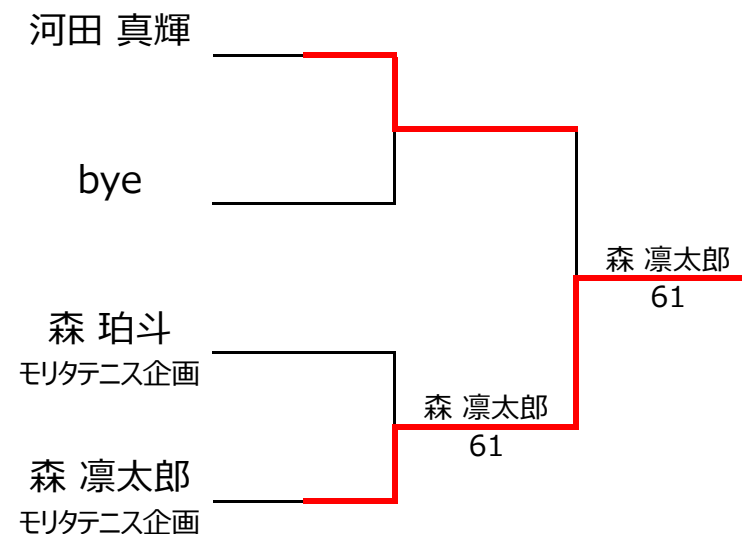 河田 真輝
bye
森 珀斗
モリタテニス企画
森 凛太郎
モリタテニス企画
森 凛太郎
61
森 凛太郎
61